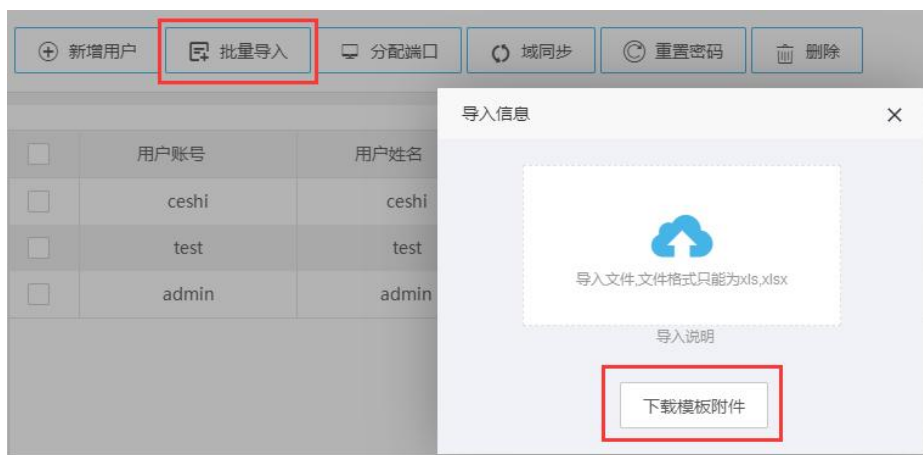 新增用户 批量导入 分配端口 域同步 重置密码 删除
导入信息
用户账号 用户姓名
ceshi ceshi
test test
admin admin
导入文件,文件格式只能为xls,xlsx
导入说明
下载模板附件